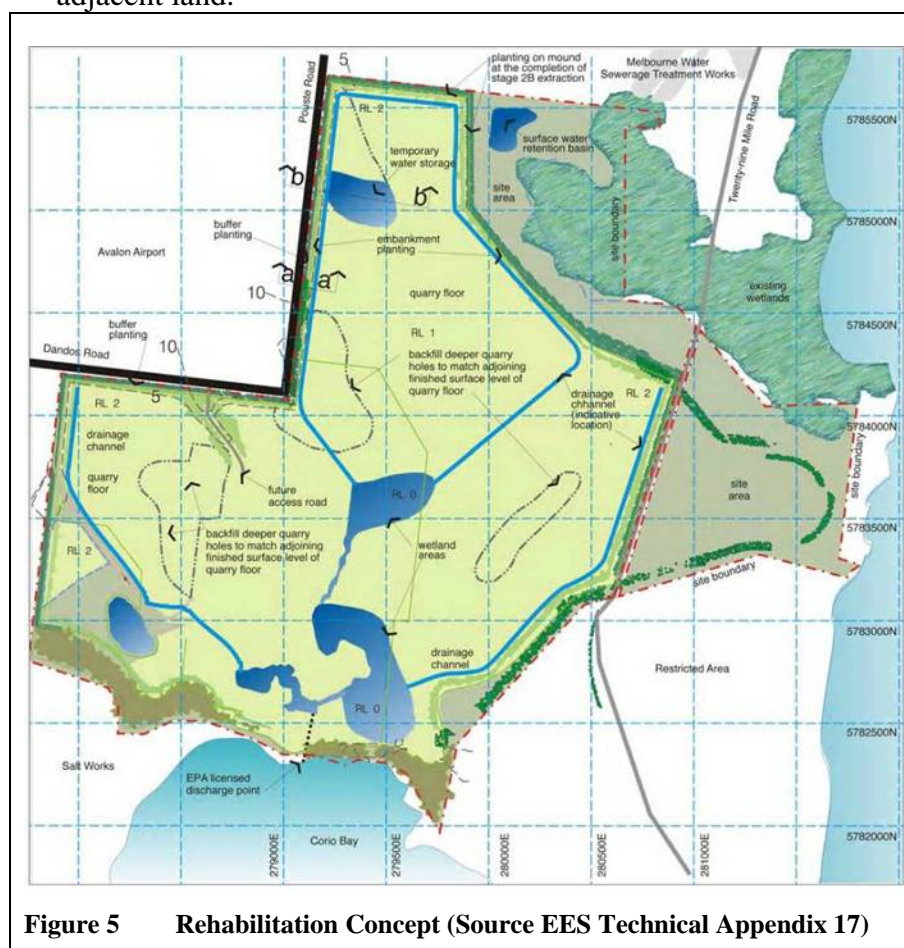 adjacent land.
planting on mound
at the completion of
stage 2B extraction
Melbourne Water
Sewerage Treatment Works
5
Pousté Road
RL 2
Twenty-nine Mile Road
5785500N
surface water
retention basin
temporary
water storage
site
area
site boundary
b
b
5785000N
buffer
planting
embankment
planting
Avalon Airport
a
a
10
quarry floor
existing
wetlands
5784500N
buffer
planting
10
RL 1
Dandos Road
backfill deeper quarry
holes to match adjoining
finished surface level of
quarry floor
5
RL 2
RL 2
drainage
chhannel
(indicative
location)
5784000N
drainage
channel
quarry
floor
future
access road
RL 0
site
area
site boundary
5783500N
wetland
areas
backfill deeper quarry
holes to match adjoining
finished surface level of
quarry floor
RL 2
site boundary
5783000N
drainage
channel
Restricted Area
RL 0
5782500N
Salt Works
EPA licensed
discharge point
Corio Bay
279000E
279500E
280000E
280500E
281000E
5782000N
Figure 5 Rehabilitation Concept (Source EES Technical Appendix 17)